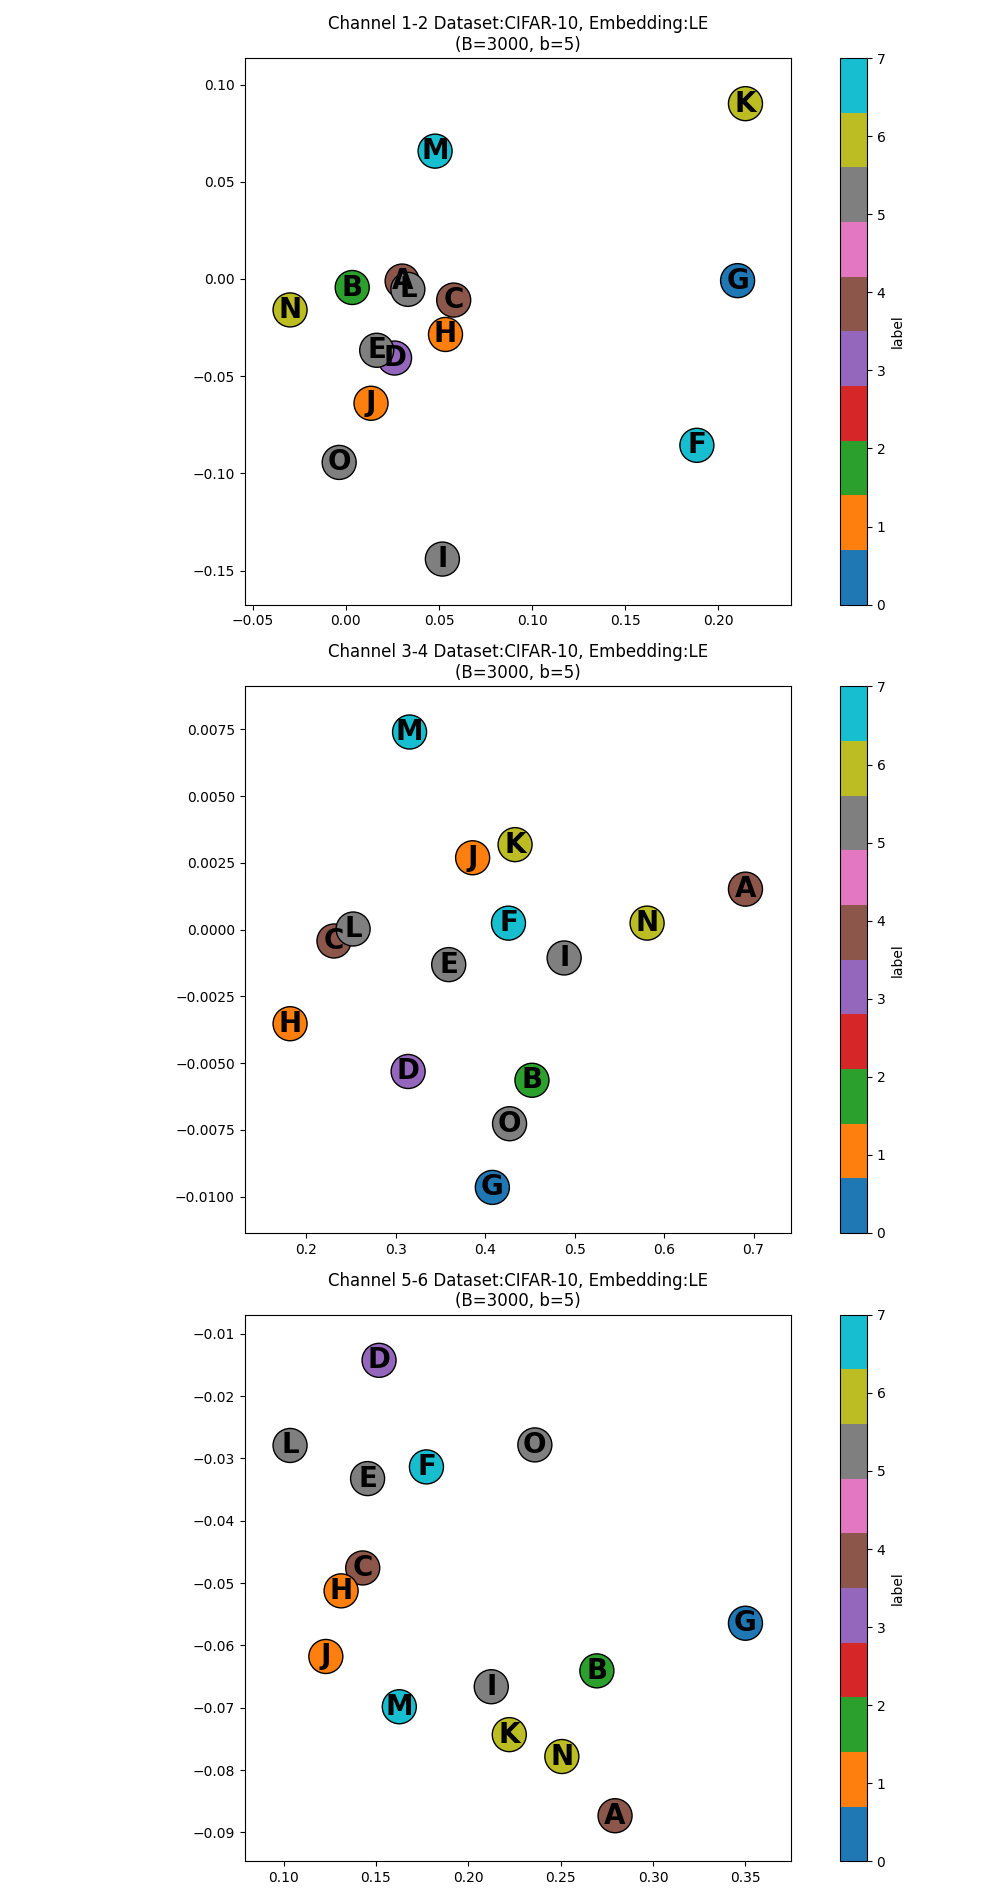 Channel 1-2 Dataset:CIFAR-10, Embedding:LE
(B=3000, b=5)
0.10
0.05
0.00
−0.05
−0.10
−0.15
K
M
G
A
B
L
C
N
H
E
D
J
F
O
I
−0.05
0.00
0.05
0.10
0.15
0.20
7
6
5
4
3
2
1
0
label
Channel 3-4 Dataset:CIFAR-10, Embedding:LE
(B=3000, b=5)
0.0075
0.0050
0.0025
0.0000
−0.0025
−0.0050
−0.0075
−0.0100
M
K
J
A
F
N
L
C
I
E
H
D
B
O
G
0.2
0.3
0.4
0.5
0.6
0.7
7
6
5
4
3
2
1
0
label
Channel 5-6 Dataset:CIFAR-10, Embedding:LE
(B=3000, b=5)
−0.01
−0.02
−0.03
−0.04
−0.05
−0.06
−0.07
−0.08
−0.09
D
L
O
F
E
C
H
G
J
B
I
M
K
N
A
0.10
0.15
0.20
0.25
0.30
0.35
7
6
5
4
3
2
1
0
label